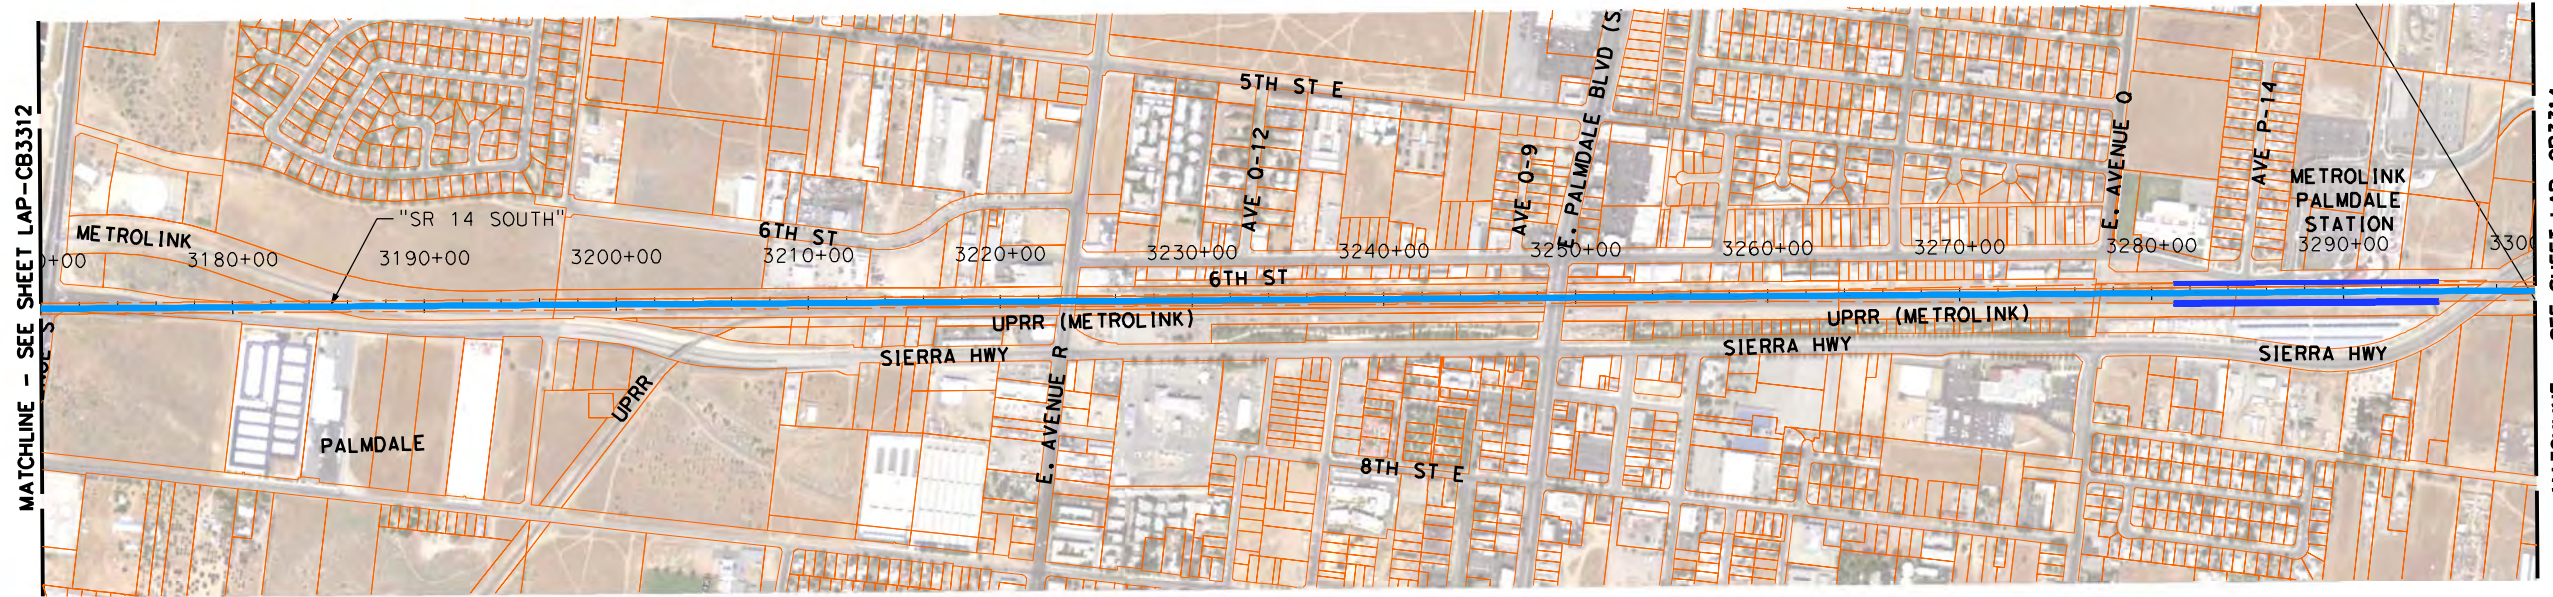 MATCHLINE - SEE SHEET LAP-CB3312
METROLINK
"SR 14 SOUTH"
6TH ST
5TH ST E
AVE Q-12
AVE Q-9
E. PALMDALE BLVD (S
E. AVENUE Q
AVE P-14
METROLINK
PALMDALE
STATION
0+00
3180+00
3190+00
3200+00
3210+00
3220+00
3230+00
3240+00
3250+00
3260+00
3270+00
3280+00
3290+00
3300
6TH ST
UPRR (METROLINK)
UPRR (METROLINK)
SIERRA HWY
SIERRA HWY
SIERRA HWY
E. AVENUE R
UPRR
PALMDALE
8TH ST E